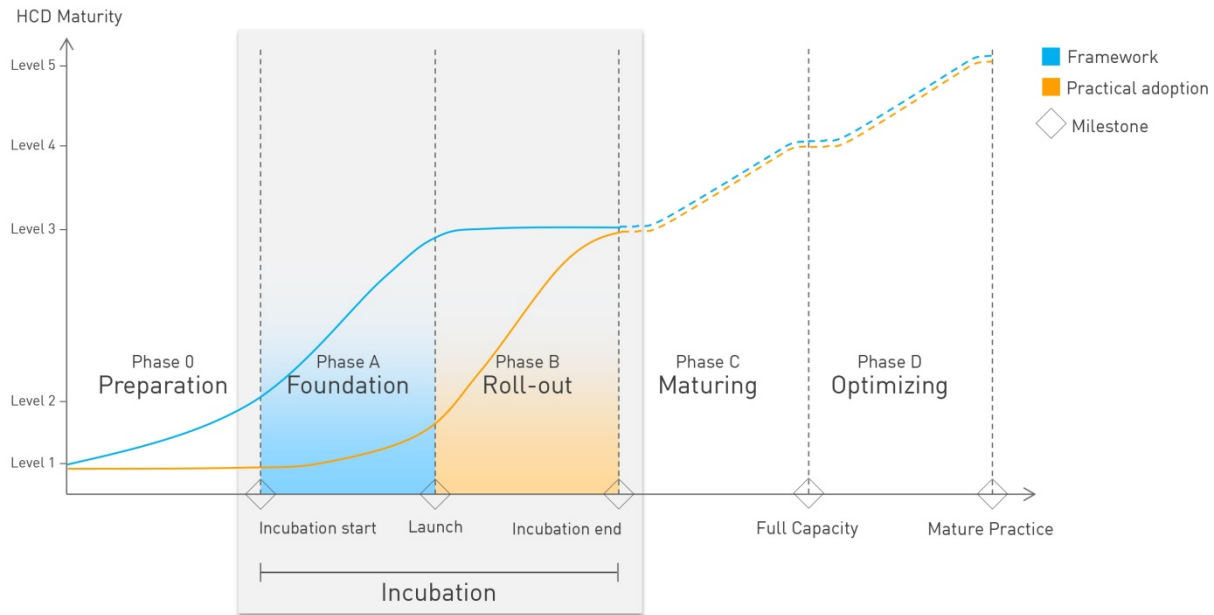 HCD Maturity
Level 5
Level 4
Level 3
Level 2
Level 1
Framework
Practical adoption
Milestone
Phase 0
Preparation
Phase A
Foundation
Phase B
Roll-out
Phase C
Maturing
Phase D
Optimizing
Incubation start
Launch
Incubation end
Full Capacity
Mature Practice
Incubation